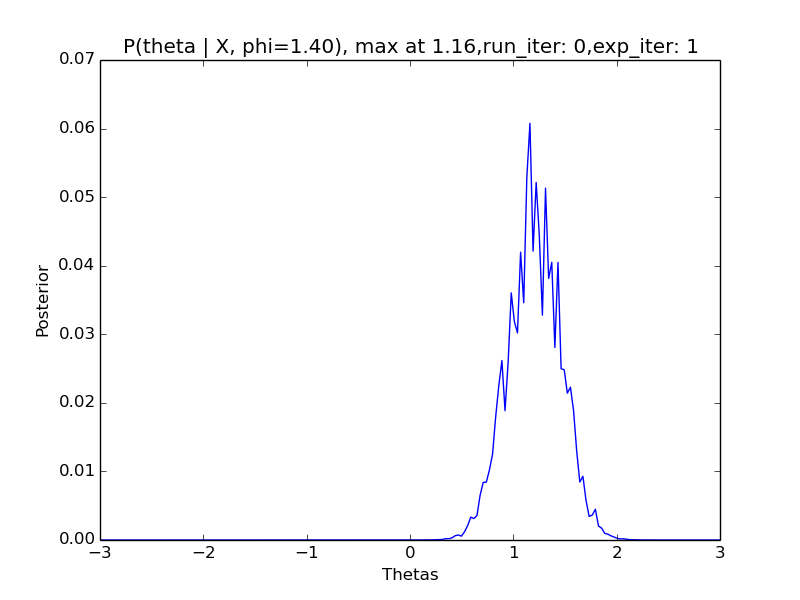 P(theta | X, phi=1.40), max at 1.16,run_iter: 0,exp_iter: 1
0.07
0.06
0.05
0.04
0.03
0.02
0.01
0.00
Posterior
−3 −2 −1 0 1 2 3
Thetas